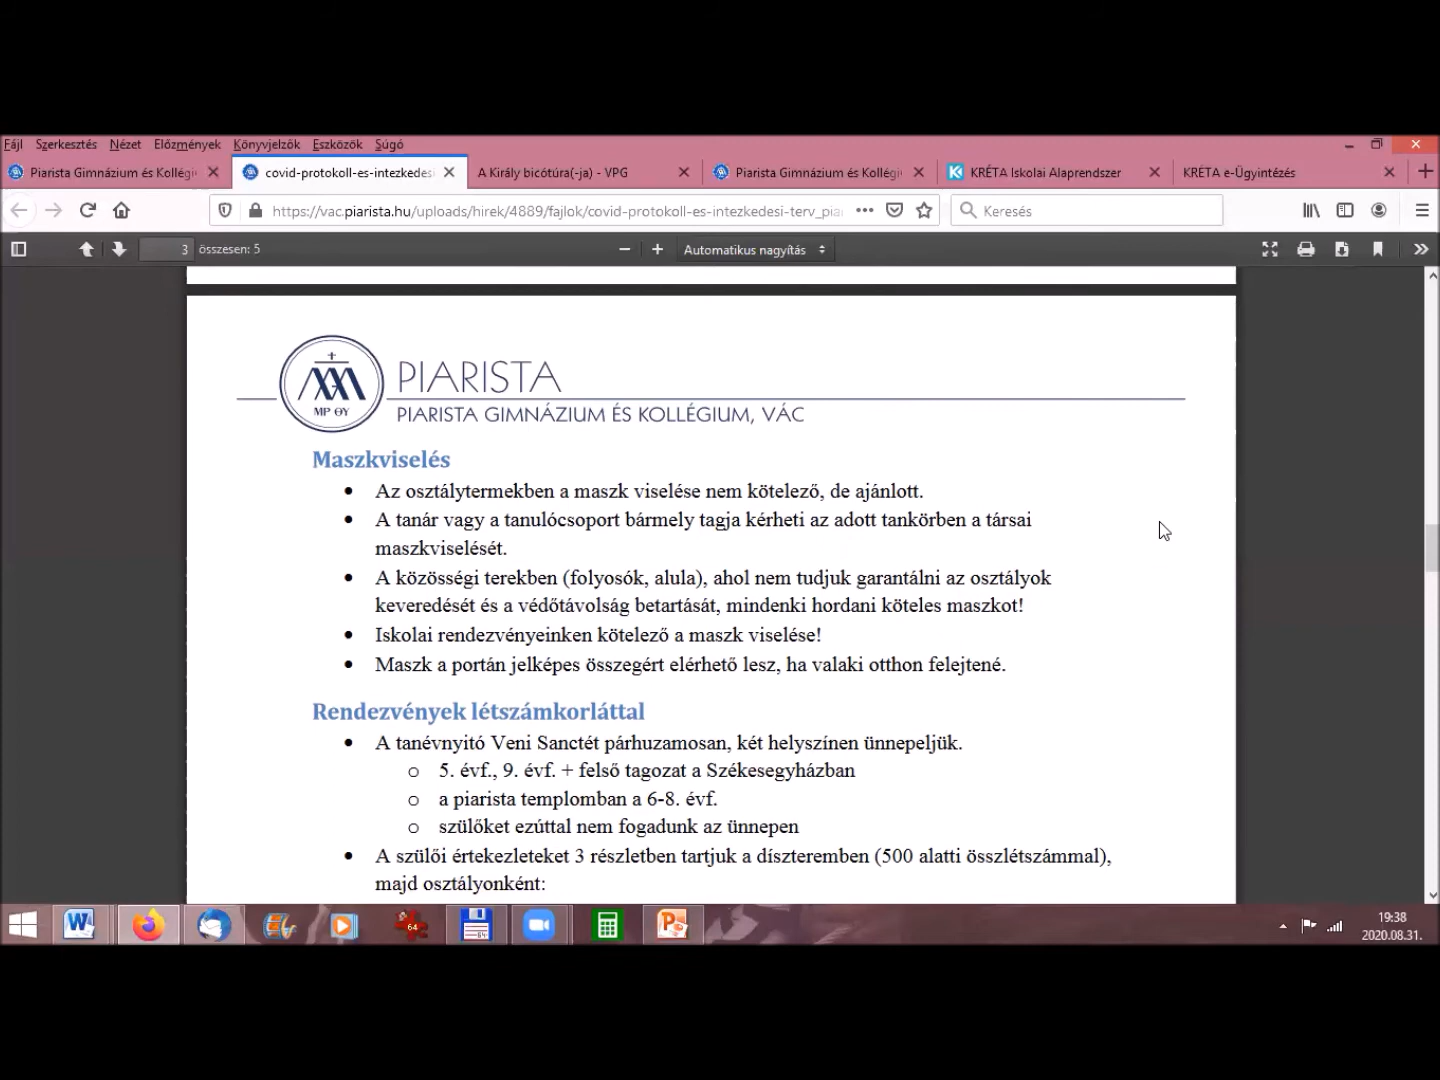 Fájl Szerkesztés Nézet Előzmények Könyvjelzők Eszközök Súgó
Piarista Gimnázium és Kollégi
covid-protokoll-es-intezkedesi
A Király bicótúra(-ja) - VPG
Piarista Gimnázium és Kollégi
KRÉTA Iskolai Alaprendszer
KRÉTA e-Ügyintézés
https://vac.piarista.hu/uploads/hirek/4889/fajlok/covid-protokoll-es-intezkedesi-terv_pia
Keresés
3 összesen: 5
Automatikus nagyítás
MP ΘY
PIARISTA
PIARISTA GIMNÁZIUM ÉS KOLLÉGIUM, VÁC
Maszkviselés
• Az osztálytermekben a maszk viselése nem kötelező, de ajánlott.
• A tanár vagy a tanulócsoport bármely tagja kérheti az adott tankörben a társai
maszkviselését.
• A közösségi terekben (folyosók, alula), ahol nem tudjuk garantálni az osztályok
keveredését és a védőtávolság betartását, mindenki hordani köteles maszkot!
• Iskolai rendezvényeinken kötelező a maszk viselése!
• Maszk a portán jelképes összegért elérhető lesz, ha valaki otthon felejtené.
Rendezvények létszámkorláttal
• A tanévnyitó Veni Sanctét párhuzamosan, két helyszínen ünnepeljük.
o 5. évf., 9. évf. + felső tagozat a Székesegyházban
o a piarista templomban a 6-8. évf.
o szülőket ezúttal nem fogadunk az ünnepen
• A szülői értekezleteket 3 részletben tartjuk a díszteremben (500 alatti összlétszámmal),
majd osztályonként:
64
19:38
2020.08.31.